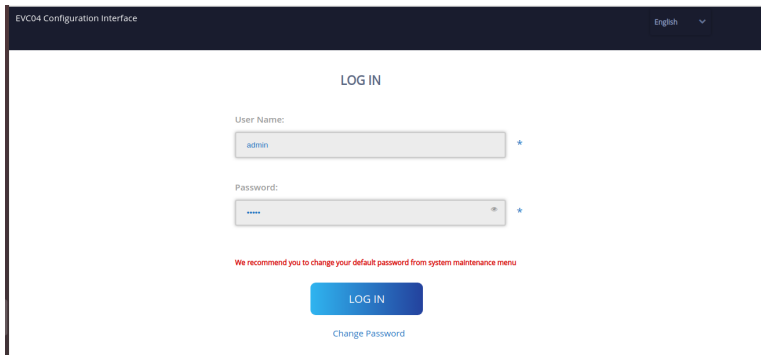 EVC04 Configuration Interface
English
LOG IN
User Name:
admin
*
Password:
•••••
*
We recommend you to change your default password from system maintenance menu
LOG IN
Change Password